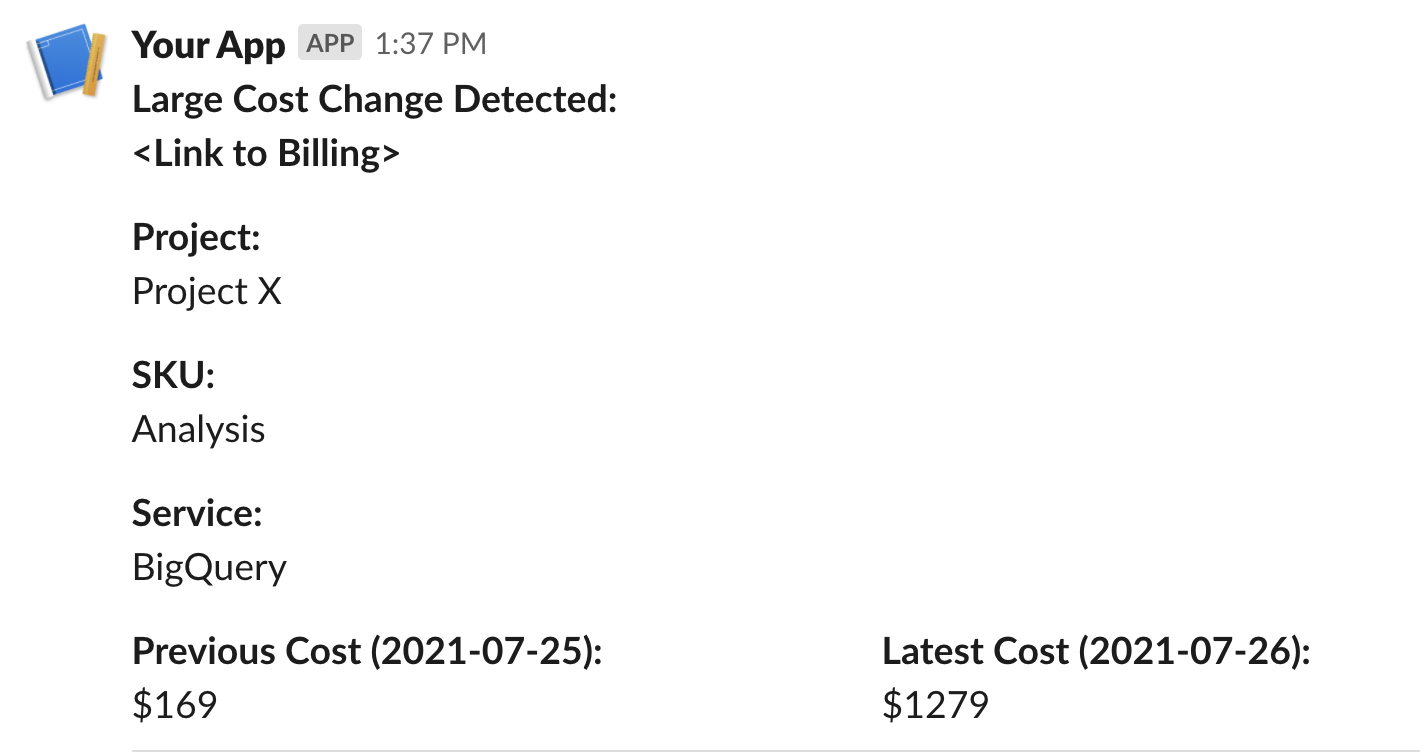 Your App APP 1:37 PM
Large Cost Change Detected:
<Link to Billing>
Project:
Project X
SKU:
Analysis
Service:
BigQuery
Previous Cost (2021-07-25): Latest Cost (2021-07-26):
$169 $1279